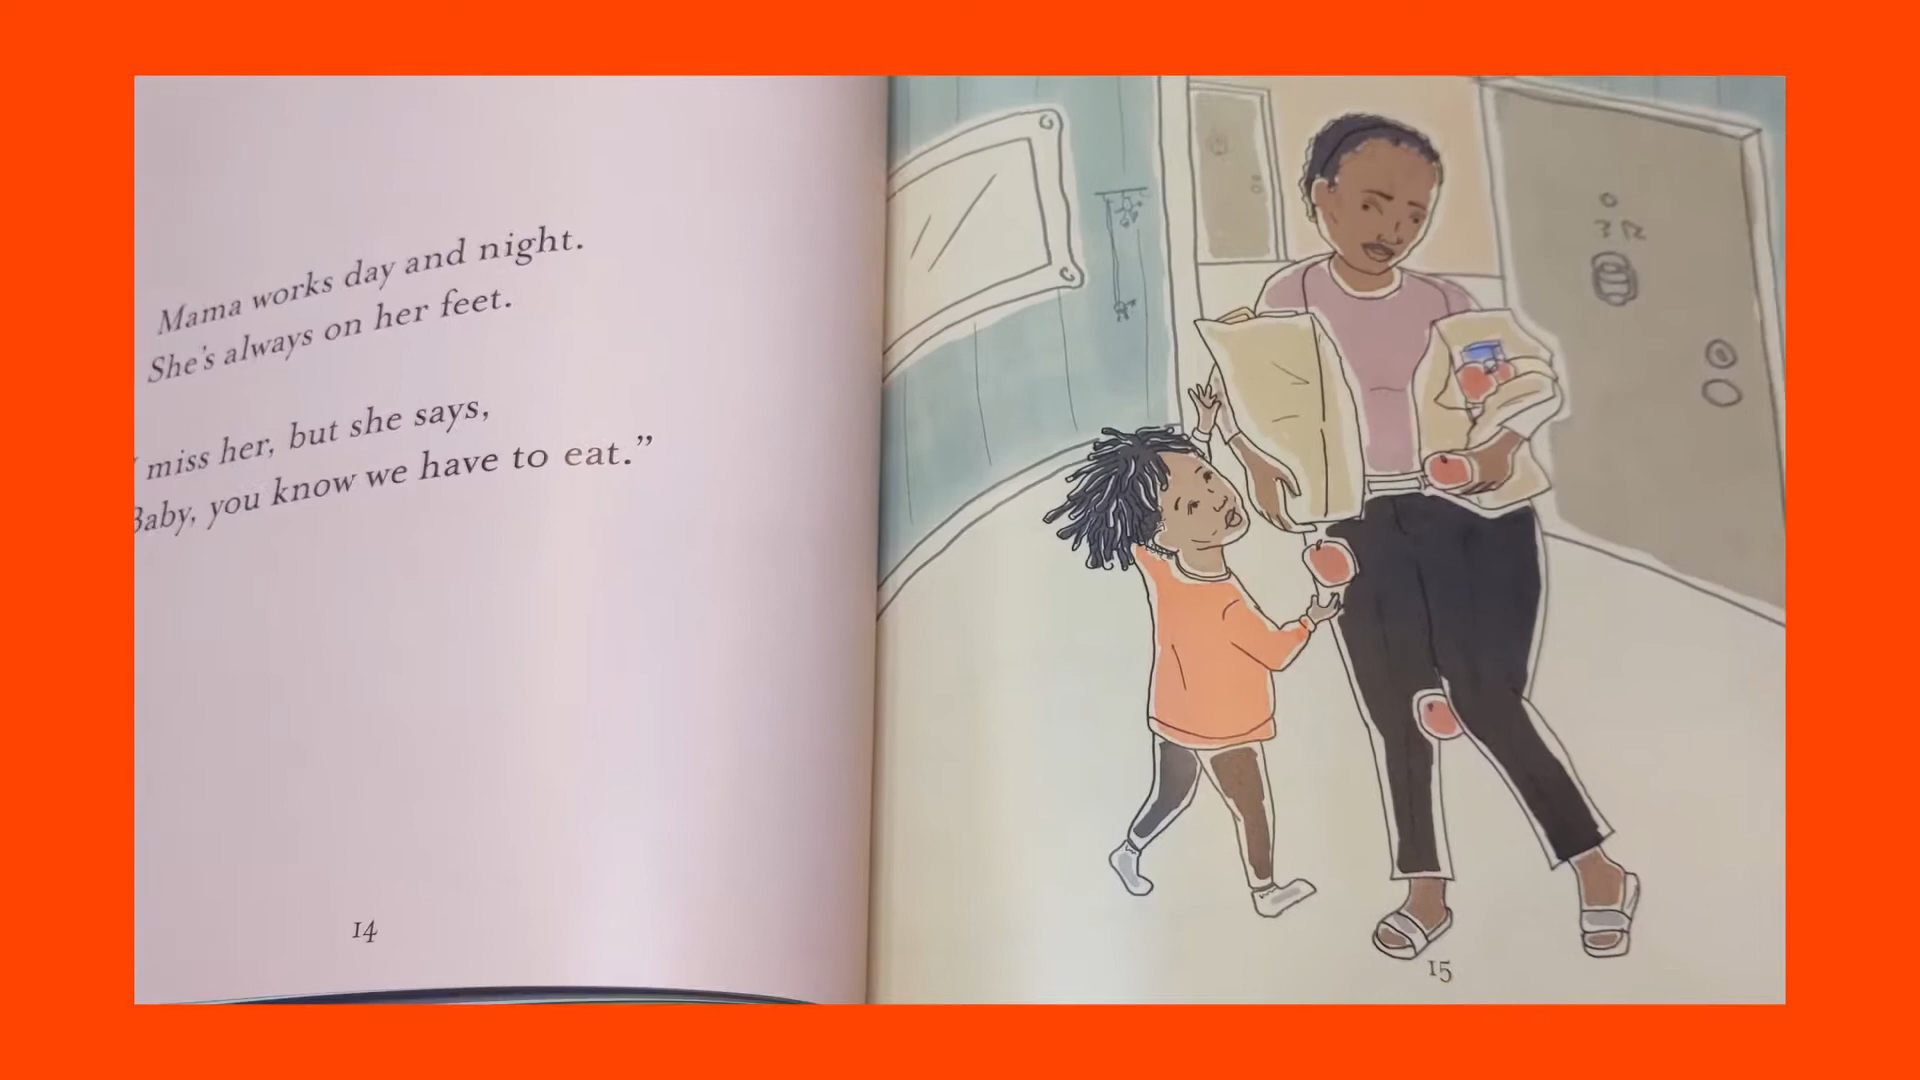 Mama works day and night.
She's always on her feet.
miss her, but she says,
Baby, you know we have to eat.”
14
15